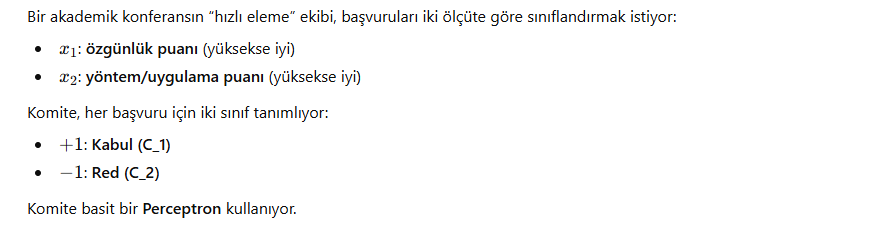 Bir akademik konferansın “hızlı eleme” ekibi, başvuruları iki ölçüte göre sınıflandırmak istiyor:
• x₁: özgünlük puanı (yüksekse iyi)
• x₂: yöntem/uygulama puanı (yüksekse iyi)
Komite, her başvuru için iki sınıf tanımlıyor:
• +1: Kabul (C_1)
• −1: Red (C_2)
Komite basit bir Perceptron kullanıyor.